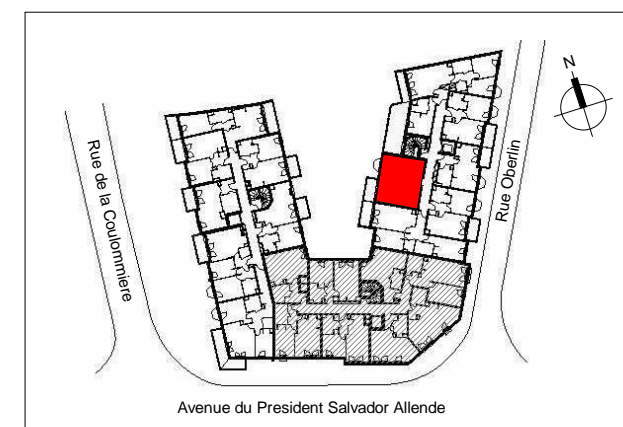 N
Rue de la Coulommiere
Rue Oberlin
Avenue du President Salvador Allende